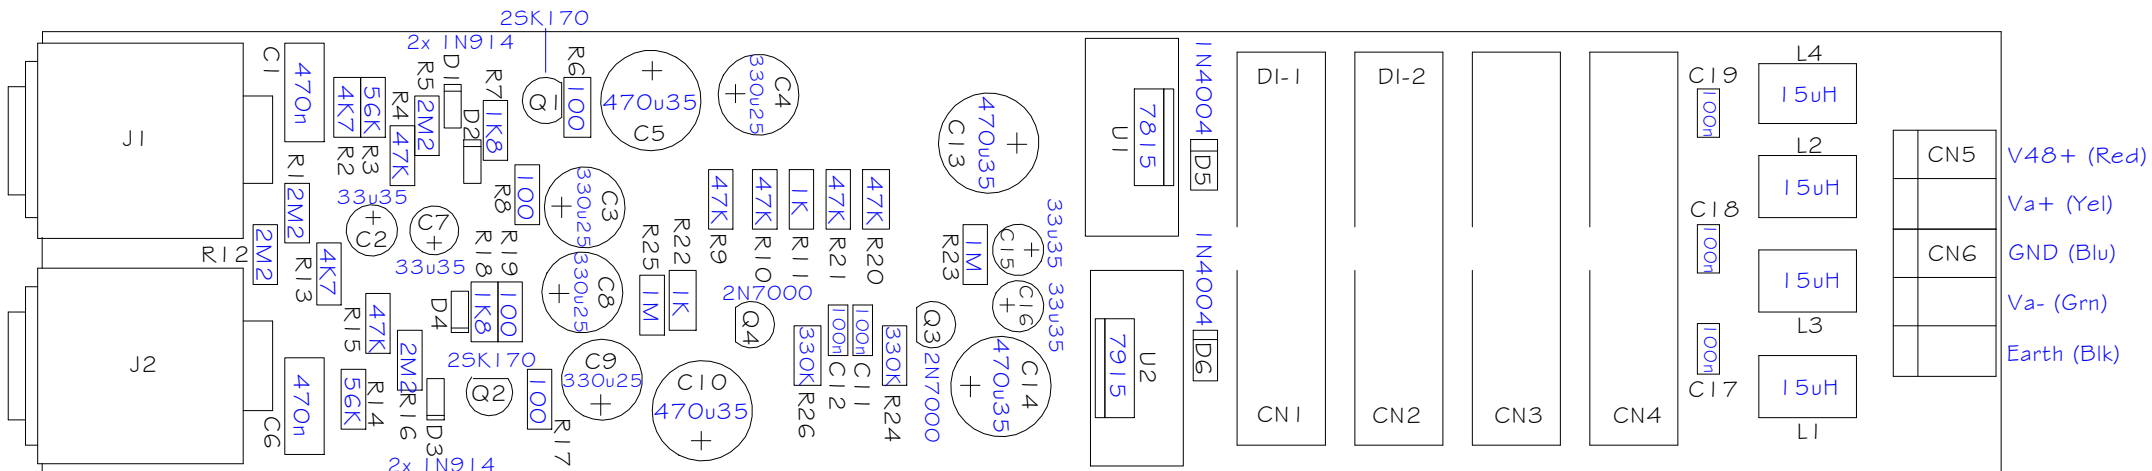 2SK170
2x 1N914
J1
C1
470n
4K7
R2
56K
R3
R4
47K
R5
2M2
D1
D2
R7
1K8
Q1
R6
100
470u35
C5
330u25
C4
C13
470u35
U1
7815
1N4004
D5
DI-1
DI-2
C19
100n
L4
15uH
CN5
V48+ (Red)
R1
2M2
33u35
C2
C7
33u35
R8
100
330u25
C3
47K
R9
47K
R10
1K
R11
47K
R21
47K
R20
R23
1M
C15
33u35
C18
100n
L2
15uH
Va+ (Yel)
R12
2M2
R13
4K7
R18
1K8
R19
100
330u25
C8
R25
1M
R22
1K
2N7000
Q4
C16
33u35
1N4004
D6
CN6
GND (Blu)
15uH
L3
Va- (Grn)
J2
R15
47K
D4
2SK170
Q2
2M2
R16
56K
R14
470n
C6
D3
2x 1N914
100
R17
C9
330u25
C10
470u35
330K
R26
100n
C12
100n
C11
330K
R24
Q3
2N7000
470u35
C14
7915
U2
CN1
CN2
CN3
CN4
100n
C17
15uH
L1
Earth (Blk)